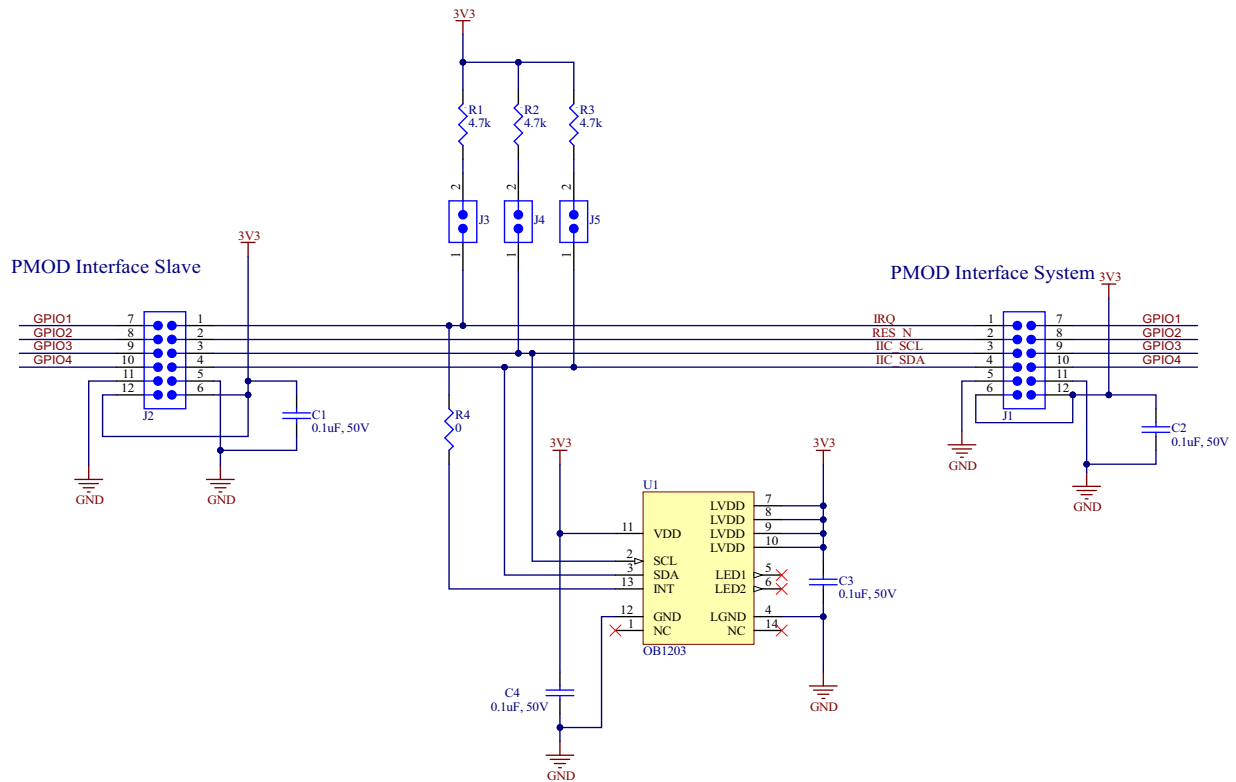 3V3
R1
4.7k
R2
4.7k
R3
4.7k
2
2
2
J3
J4
J5
1
1
1
3V3
PMOD Interface Slave
PMOD Interface System
3V3
GPIO1 7 1 IRQ 1 7 GPIO1
GPIO2 8 2 RES_N 2 8 GPIO2
GPIO3 9 3 IIC_SCL 3 9 GPIO3
GPIO4 10 4 IIC_SDA 4 10 GPIO4
11 5 5 11
12 6 6 12
J2
J1
C1
0.1uF, 50V
R4
0
C2
0.1uF, 50V
GND
GND
GND
GND
3V3
3V3
U1
LVDD 7
LVDD 8
11 VDD LVDD 9
LVDD 10
2 SCL
3 SDA LED1 5
13 INT LED2 6
12 GND LGND 4
1 NC NC 14
OB1203
C3
0.1uF, 50V
C4
0.1uF, 50V
GND
GND